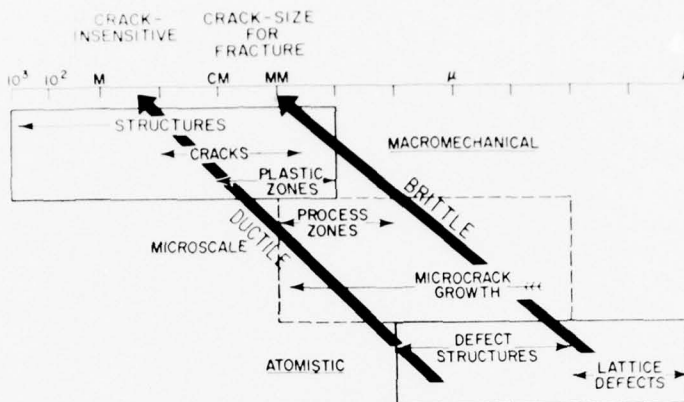 CRACK-
INSENSITIVE
CRACK-SIZE
FOR
FRACTURE
10³ 10² M CM MM μ
STRUCTURES
MACROMECHANICAL
CRACKS
PLASTIC
ZONES
BRITTLE
DUCTILE
PROCESS
ZONES
MICROSCALE
MICROCRACK
GROWTH
DEFECT
STRUCTURES
ATOMISTIC
LATTICE
DEFECTS